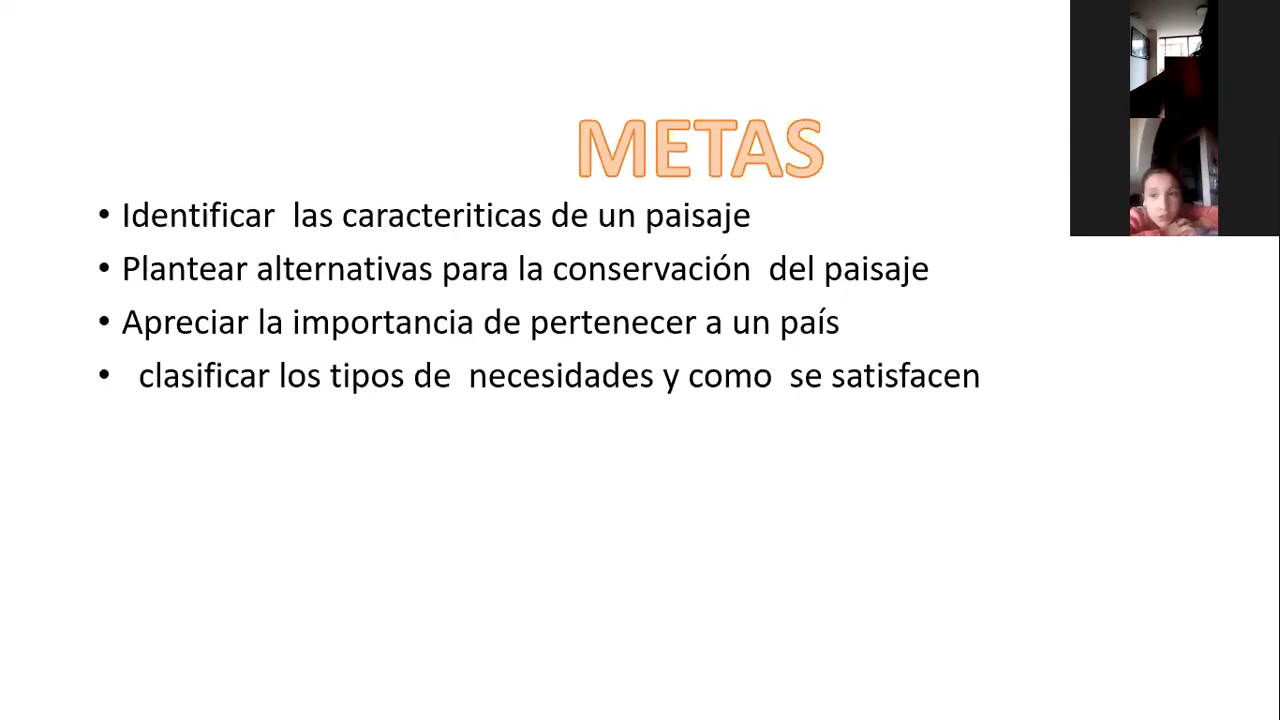 METAS
• Identificar  las caracteriticas de un paisaje
• Plantear alternativas para la conservación  del paisaje
• Apreciar la importancia de pertenecer a un país
•  clasificar los tipos de  necesidades y como  se satisfacen